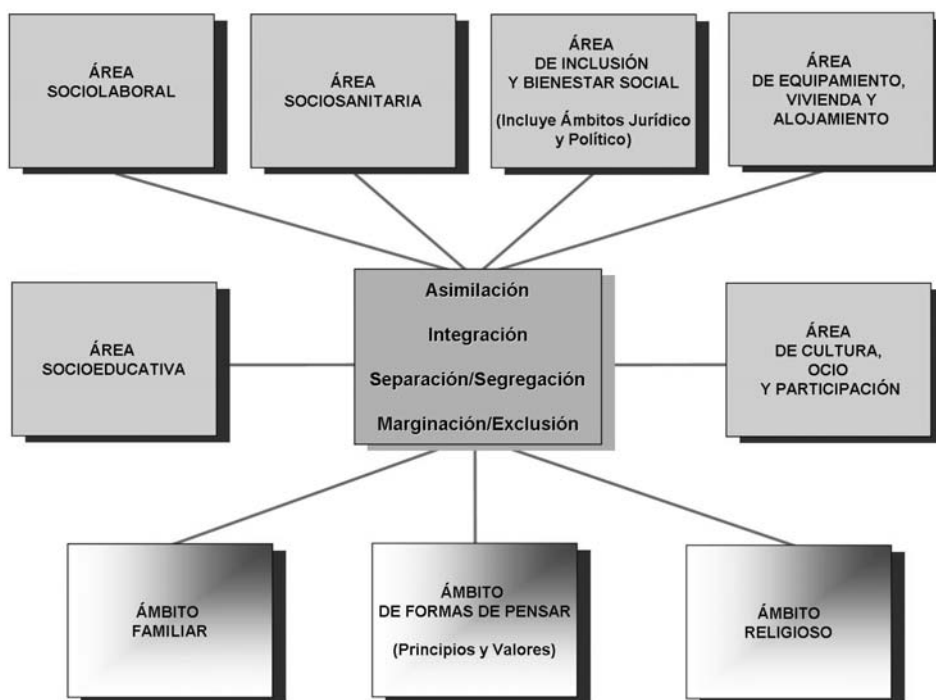 ÁREA
SOCIOLABORAL
ÁREA
SOCIOSANITARIA
ÁREA
DE INCLUSIÓN
Y BIENESTAR SOCIAL
(Incluye Ámbitos Jurídico
y Político)
ÁREA
DE EQUIPAMIENTO,
VIVIENDA Y
ALOJAMIENTO
ÁREA
SOCIOEDUCATIVA
Asimilación
Integración
Separación/Segregación
Marginación/Exclusión
ÁREA
DE CULTURA,
OCIO
Y PARTICIPACIÓN
ÁMBITO
FAMILIAR
ÁMBITO
DE FORMAS DE PENSAR
(Principios y Valores)
ÁMBITO
RELIGIOSO